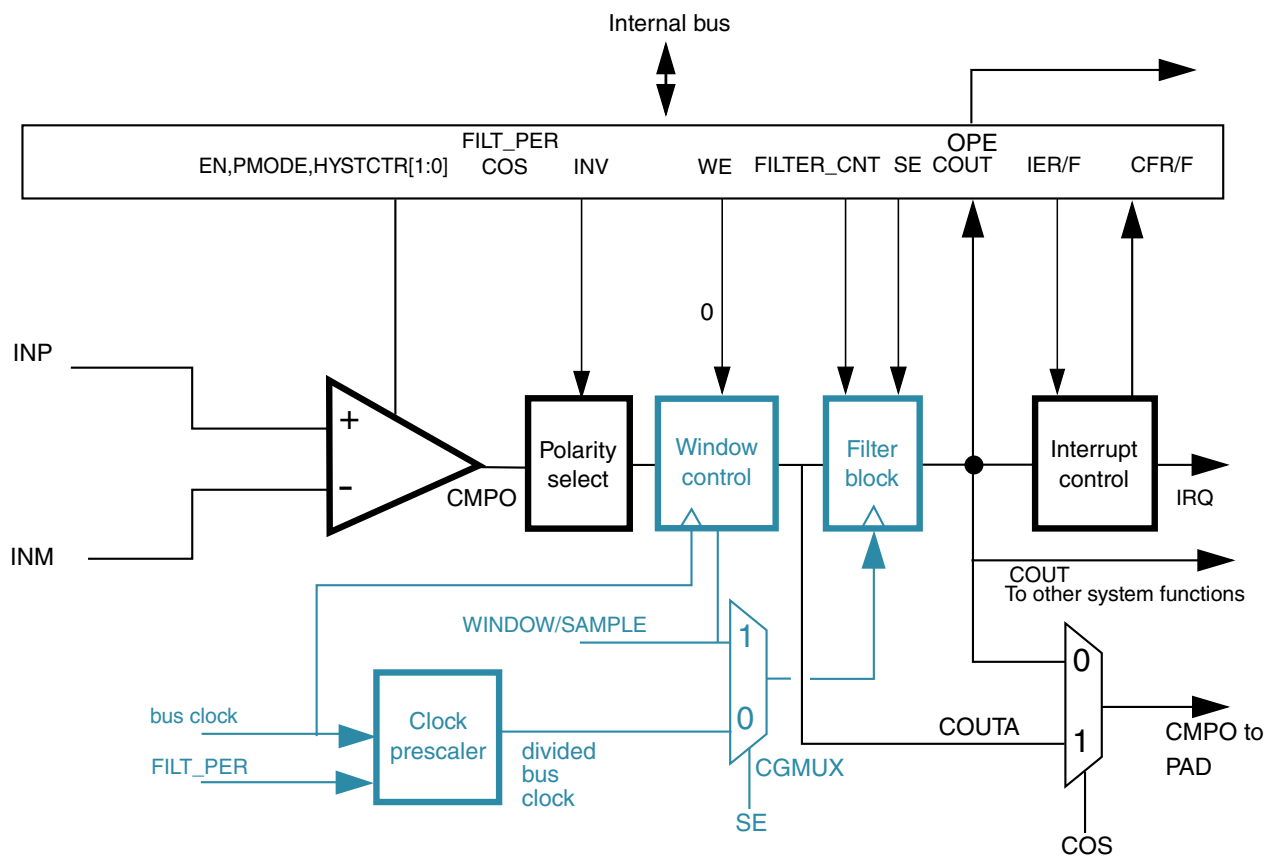 Internal bus
FILT_PER
OPE
EN,PMODE,HYSTCTR[1:0]
COS
INV
WE
FILTER_CNT
SE
COUT
IER/F
CFR/F
0
INP
+
-
INM
CMPO
Polarity
select
Window
control
Filter
block
Interrupt
control
IRQ
COUT
To other system functions
WINDOW/SAMPLE
1
0
CGMUX
SE
bus clock
FILT_PER
Clock
prescaler
divided
bus
clock
COUTA
0
1
CMPO to
PAD
COS